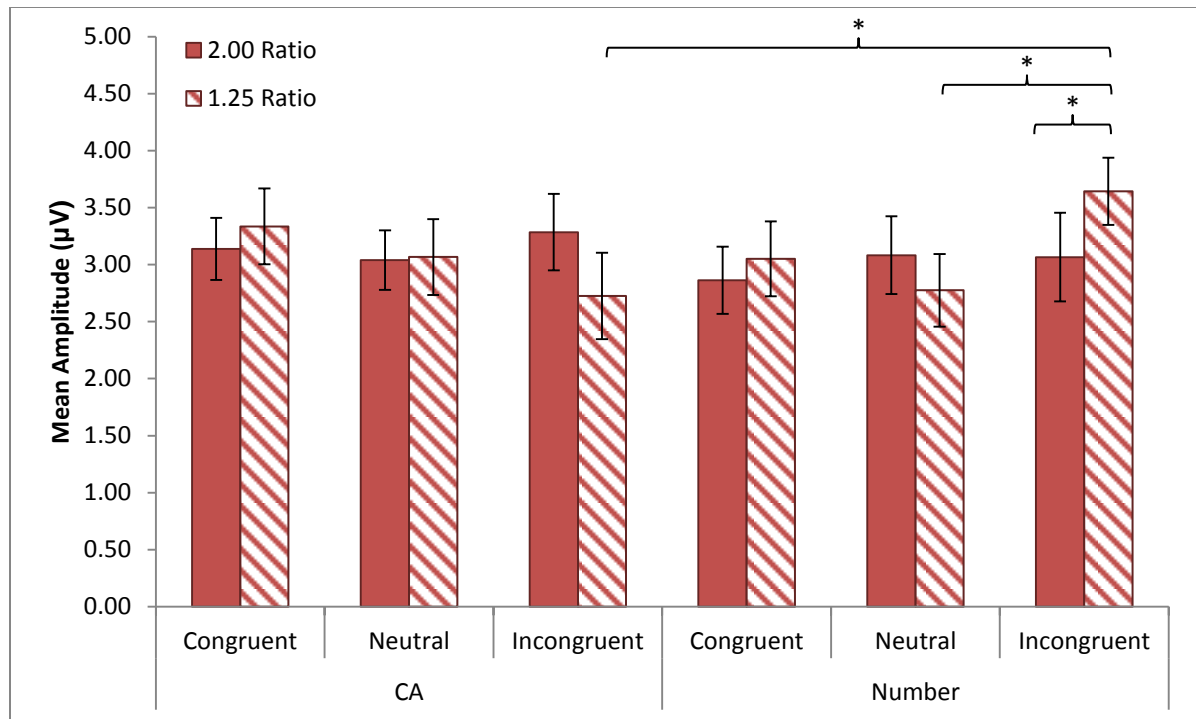 5.00
4.50
4.00
3.50
3.00
2.50
2.00
1.50
1.00
0.50
0.00
Mean Amplitude (µV)
2.00 Ratio
1.25 Ratio
*
*
*
Congruent Neutral Incongruent Congruent Neutral Incongruent
CA Number